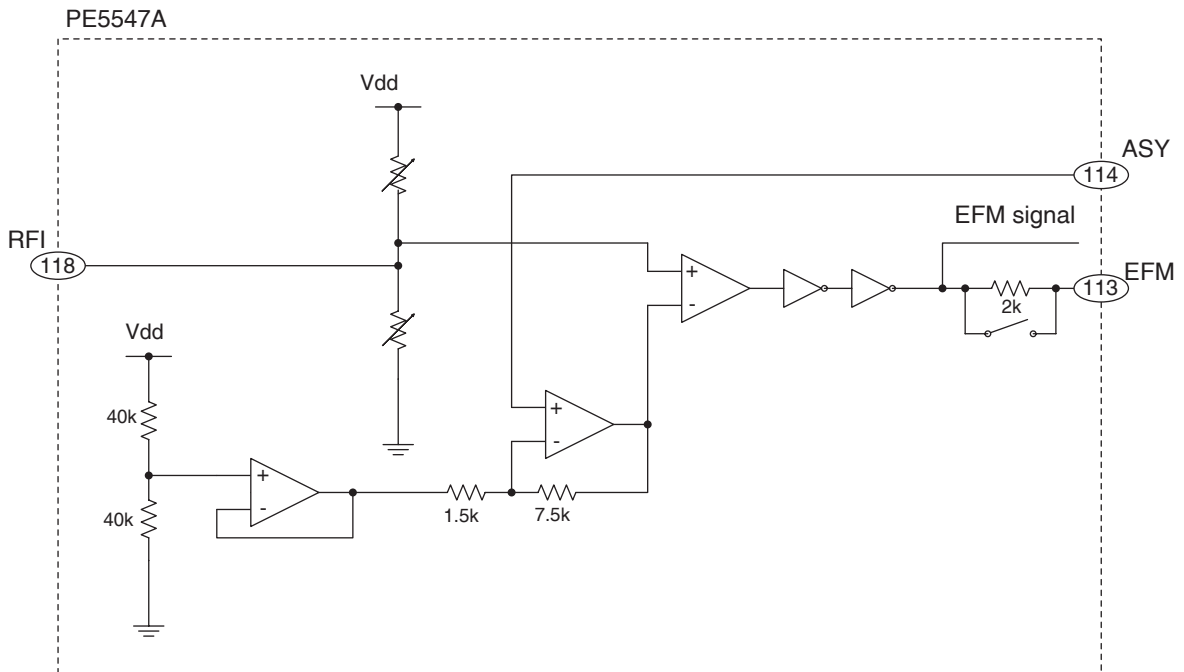 PE5547A
Vdd
ASY
114
EFM signal
RFI
118
+
-
EFM
113
2k
Vdd
40k
+
-
40k
+
-
1.5k
7.5k